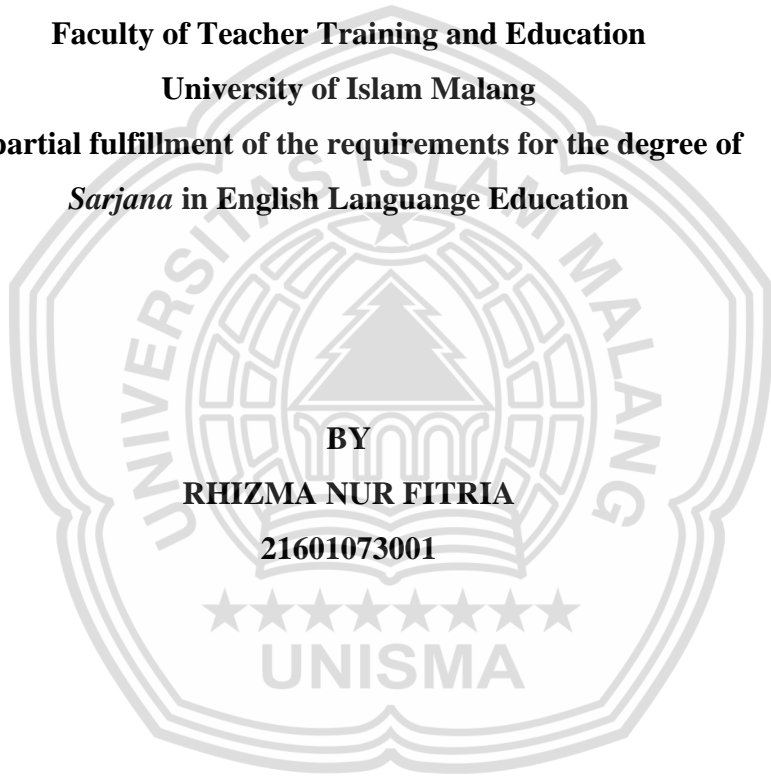 Faculty of Teacher Training and Education
University of Islam Malang
partial fulfillment of the requirements for the degree of
Sarjana in English Languange Education
UNIVERSITAS ISLAM MALANG
BY
RHIZMA NUR FITRIA
21601073001
UNISMA